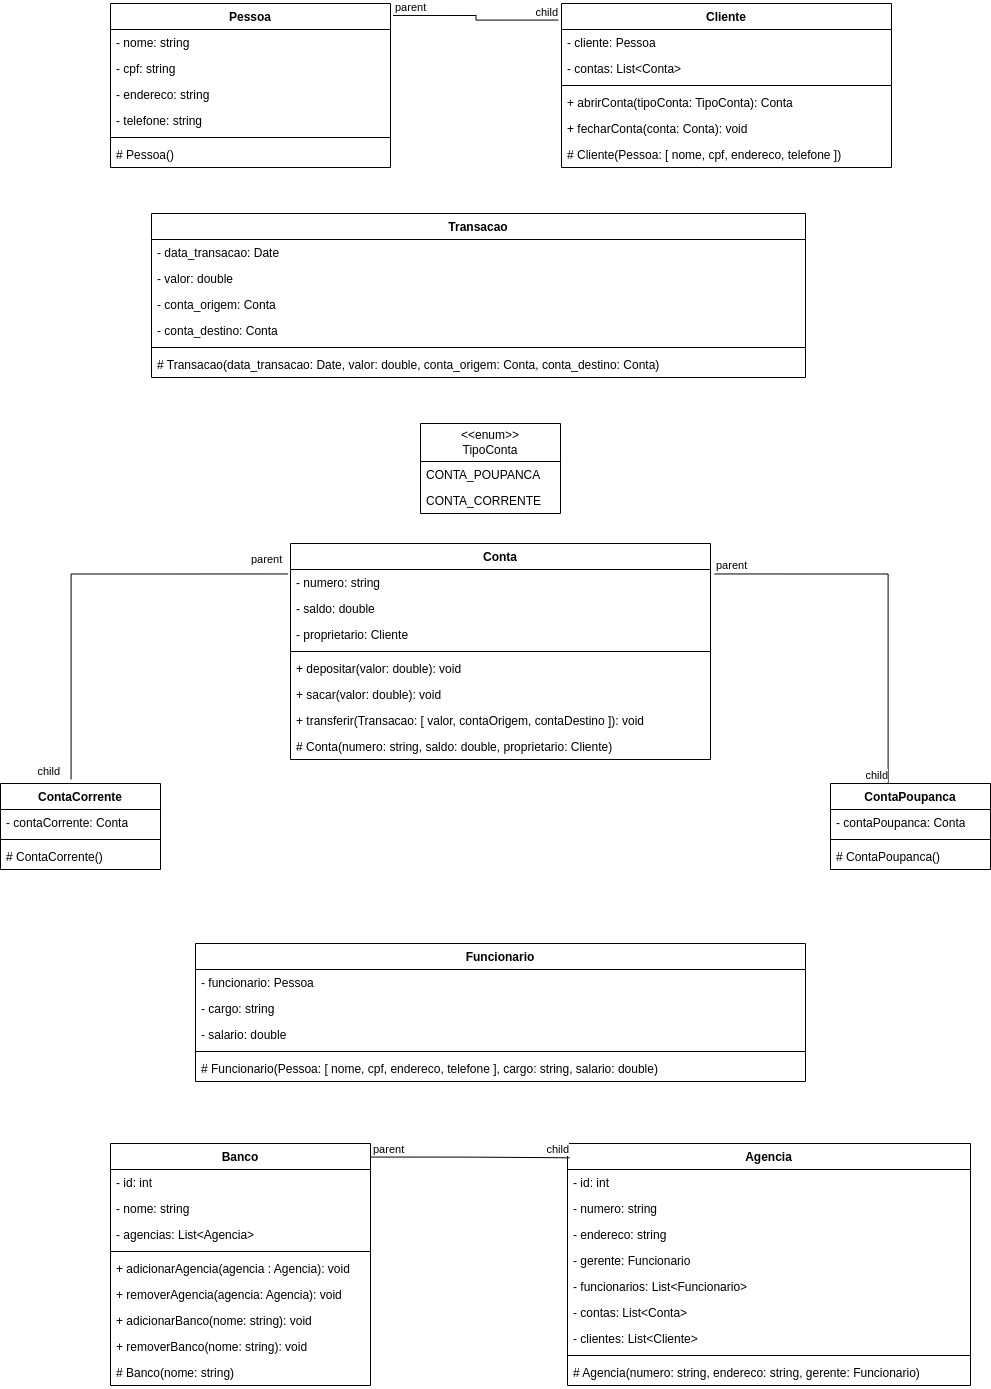 Pessoa
- nome: string
- cpf: string
- endereco: string
- telefone: string
# Pessoa()
parent
child
Cliente
- cliente: Pessoa
- contas: List<Conta>
+ abrirConta(tipoConta: TipoConta): Conta
+ fecharConta(conta: Conta): void
# Cliente(Pessoa: [ nome, cpf, endereco, telefone ])
Transacao
- data_transacao: Date
- valor: double
- conta_origem: Conta
- conta_destino: Conta
# Transacao(data_transacao: Date, valor: double, conta_origem: Conta, conta_destino: Conta)
<<enum>>
TipoConta
CONTA_POUPANCA
CONTA_CORRENTE
parent
Conta
- numero: string
- saldo: double
- proprietario: Cliente
+ depositar(valor: double): void
+ sacar(valor: double): void
+ transferir(Transacao: [ valor, contaOrigem, contaDestino ]): void
# Conta(numero: string, saldo: double, proprietario: Cliente)
parent
child
ContaCorrente
- contaCorrente: Conta
# ContaCorrente()
child
ContaPoupanca
- contaPoupanca: Conta
# ContaPoupanca()
Funcionario
- funcionario: Pessoa
- cargo: string
- salario: double
# Funcionario(Pessoa: [ nome, cpf, endereco, telefone ], cargo: string, salario: double)
Banco
- id: int
- nome: string
- agencias: List<Agencia>
+ adicionarAgencia(agencia : Agencia): void
+ removerAgencia(agencia: Agencia): void
+ adicionarBanco(nome: string): void
+ removerBanco(nome: string): void
# Banco(nome: string)
parent
child
Agencia
- id: int
- numero: string
- endereco: string
- gerente: Funcionario
- funcionarios: List<Funcionario>
- contas: List<Conta>
- clientes: List<Cliente>
# Agencia(numero: string, endereco: string, gerente: Funcionario)